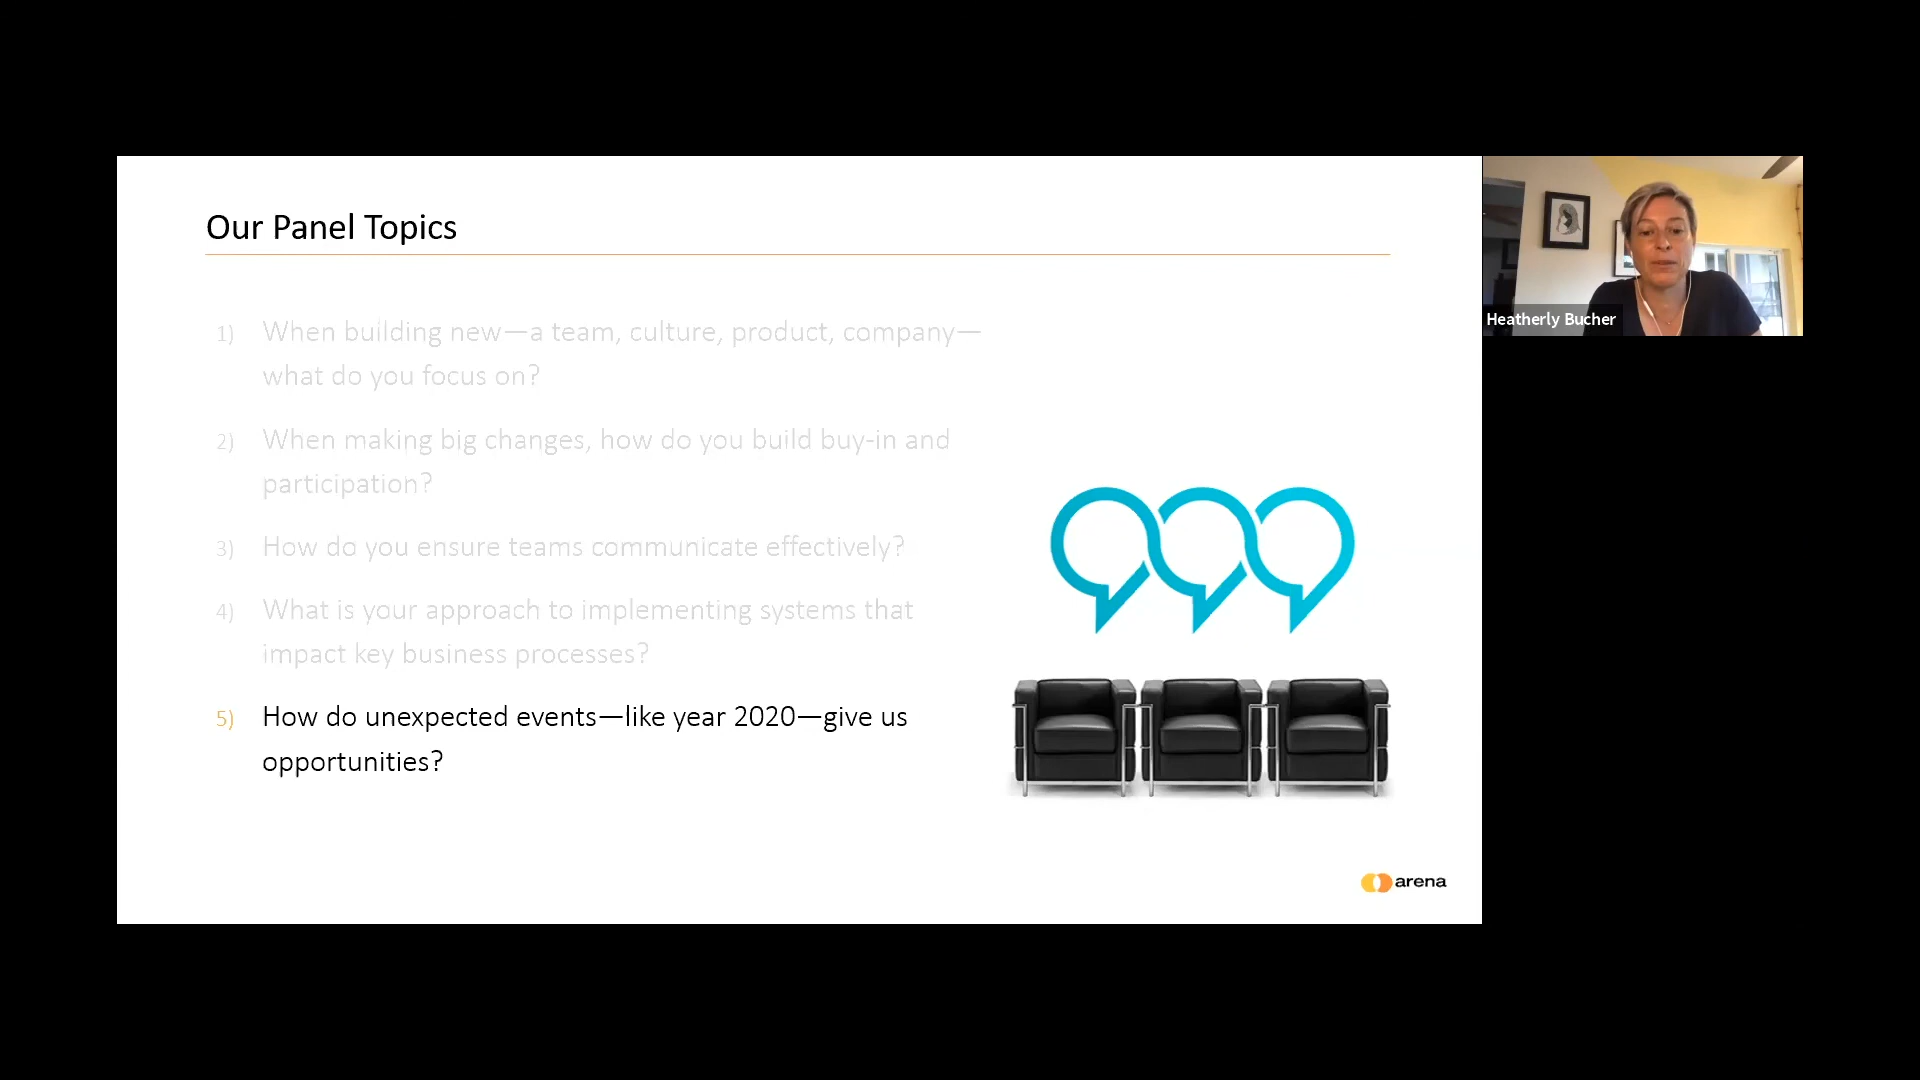 Our Panel Topics
1) When building new—a team, culture, product, company—
what do you focus on?
2) When making big changes, how do you build buy-in and
participation?
3) How do you ensure teams communicate effectively?
4) What is your approach to implementing systems that
impact key business processes?
5) How do unexpected events—like year 2020—give us
opportunities?
arena
Heatherly Bucher